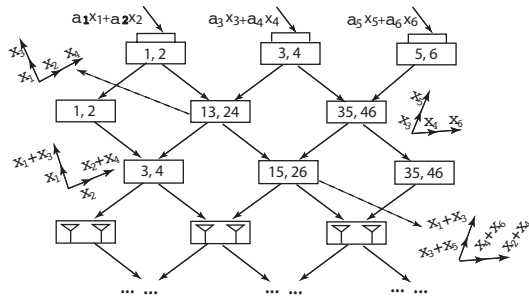 a1x1+a2x2 a3x3+a4x4 a5x5+a6x6
1, 2 3, 4 5, 6
x3 x2 x4
x1
x5
1, 2 13, 24 35, 46
x3 x4 x6
x1+x3 x2+x4
x1
x2
3, 4 15, 26 35, 46
x1+x3
x3+x5 x4+x6
... ... ... ... ... ...